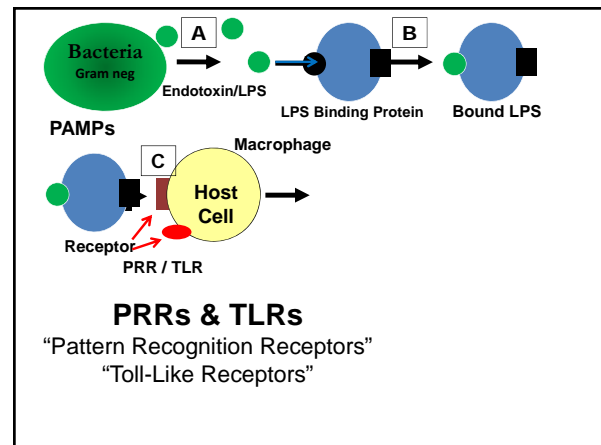 Bacteria
Gram neg
A
Endotoxin/LPS
PAMPs
LPS Binding Protein
B
Bound LPS
C
Macrophage
Host
Cell
Receptor
PRR / TLR
PRRs & TLRs
“Pattern Recognition Receptors”
“Toll-Like Receptors”